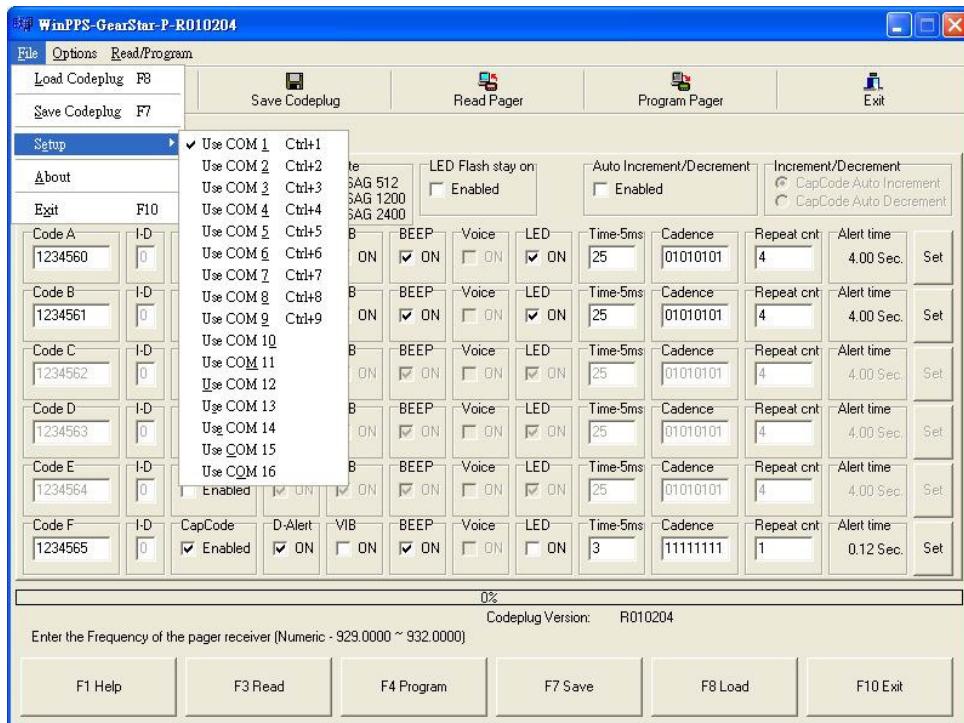 WinPPS-GearStar-P-R010204
File Options Read/Program
Load Codeplug F8
Save Codeplug F7
Setup
About
Exit F10
Save Codeplug Read Pager Program Pager Exit
Use COM 1 Ctrl+1
Use COM 2 Ctrl+2
Use COM 3 Ctrl+3
Use COM 4 Ctrl+4
Use COM 5 Ctrl+5
Use COM 6 Ctrl+6
Use COM 7 Ctrl+7
Use COM 8 Ctrl+8
Use COM 9 Ctrl+9
Use COM 10
Use COM 11
Use COM 12
Use COM 13
Use COM 14
Use COM 15
Use COM 16
LED Flash stay on Auto Increment/Decrement Increment/Decrement
SAG 512
SAG 1200
SAG 2400
Enabled Enabled CapCode Auto Increment
CapCode Auto Decrement
Code A I-D B BEEP Voice LED Time-5ms Cadence Repeat cnt Alert time
1234560 0 ON ON ON ON 25 01010101 4 4.00 Sec. Set
Code B I-D B BEEP Voice LED Time-5ms Cadence Repeat cnt Alert time
1234561 0 ON ON ON ON 25 01010101 4 4.00 Sec. Set
Code C I-D B BEEP Voice LED Time-5ms Cadence Repeat cnt Alert time
1234562 0 ON ON ON ON 25 01010101 4 4.00 Sec. Set
Code D I-D B BEEP Voice LED Time-5ms Cadence Repeat cnt Alert time
1234563 0 ON ON ON ON 25 01010101 4 4.00 Sec. Set
Code E I-D B BEEP Voice LED Time-5ms Cadence Repeat cnt Alert time
1234564 0 Enabled ON ON ON ON ON 25 01010101 4 4.00 Sec. Set
Code F I-D CapCode D-Alert VIB BEEP Voice LED Time-5ms Cadence Repeat cnt Alert time
1234565 0 Enabled ON ON ON ON ON 3 11111111 1 0.12 Sec. Set
0%
Codeplug Version: R010204
Enter the Frequency of the pager receiver (Numeric - 929.0000 ~ 932.0000)
F1 Help F3 Read F4 Program F7 Save F8 Load F10 Exit